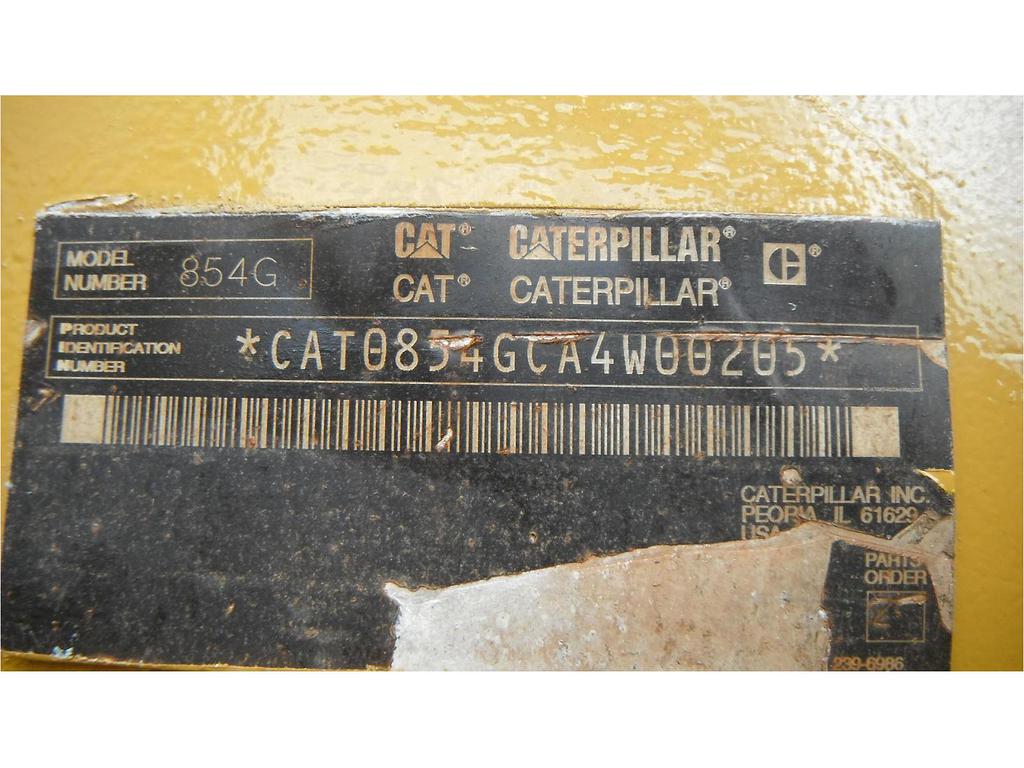 MODEL NUMBER 854G
CAT® CATERPILLAR® ®
CAT® CATERPILLAR®
PRODUCT IDENTIFICATION NUMBER *CAT0854GCA4W00205*
CATERPILLAR INC.
PEORIA, IL 61629
USA
PARTS
ORDER
Z
239-6986